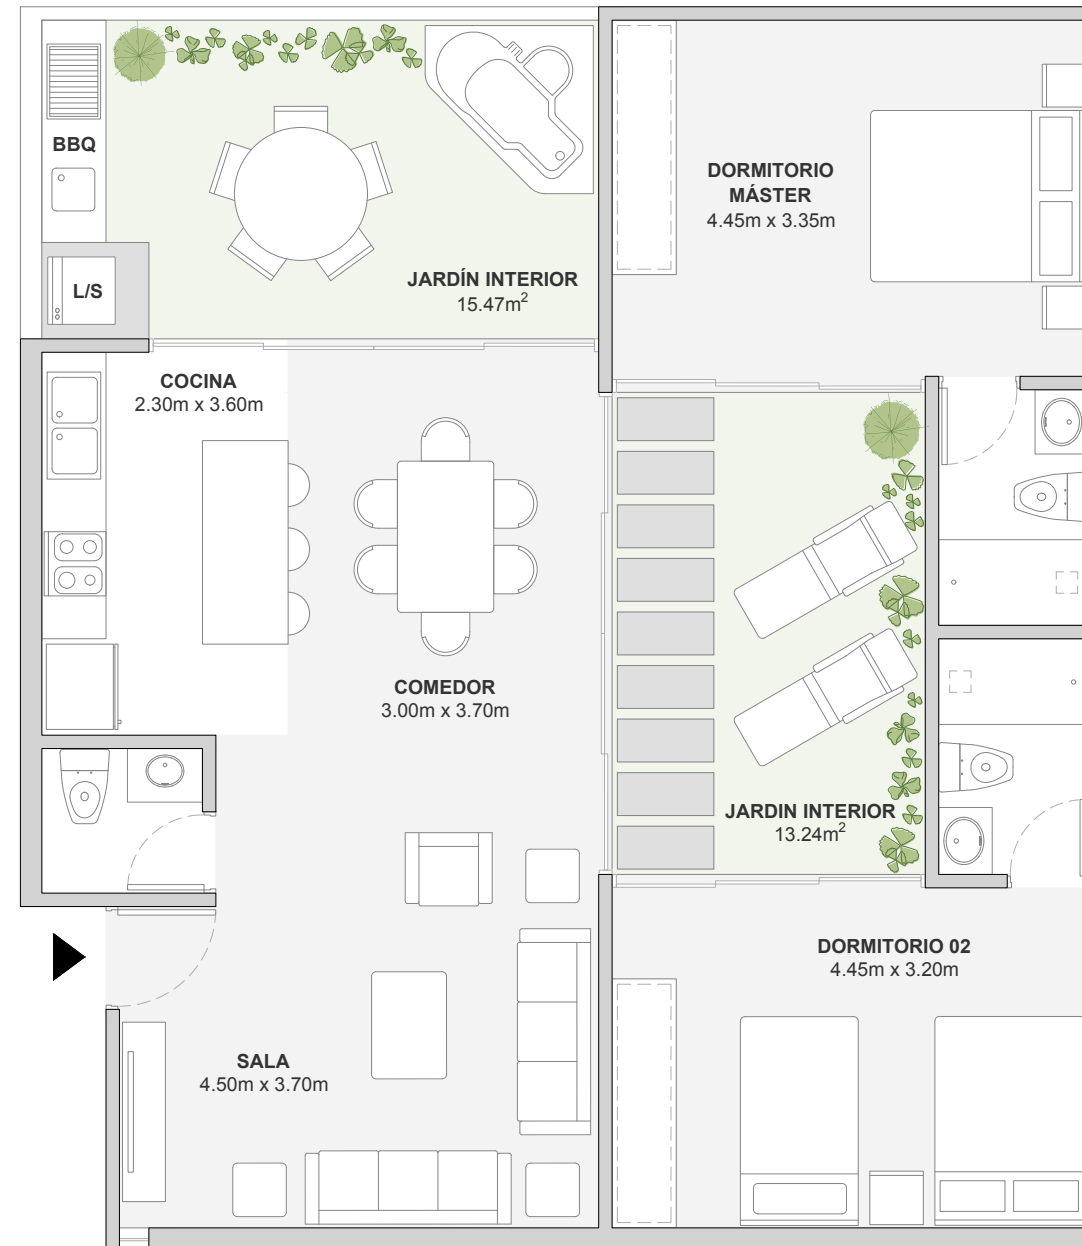 BBQ
L/S
JARDÍN INTERIOR
15.47m²
DORMITORIO
MÁSTER
4.45m x 3.35m
COCINA
2.30m x 3.60m
COMEDOR
3.00m x 3.70m
JARDIN INTERIOR
13.24m²
DORMITORIO 02
4.45m x 3.20m
SALA
4.50m x 3.70m